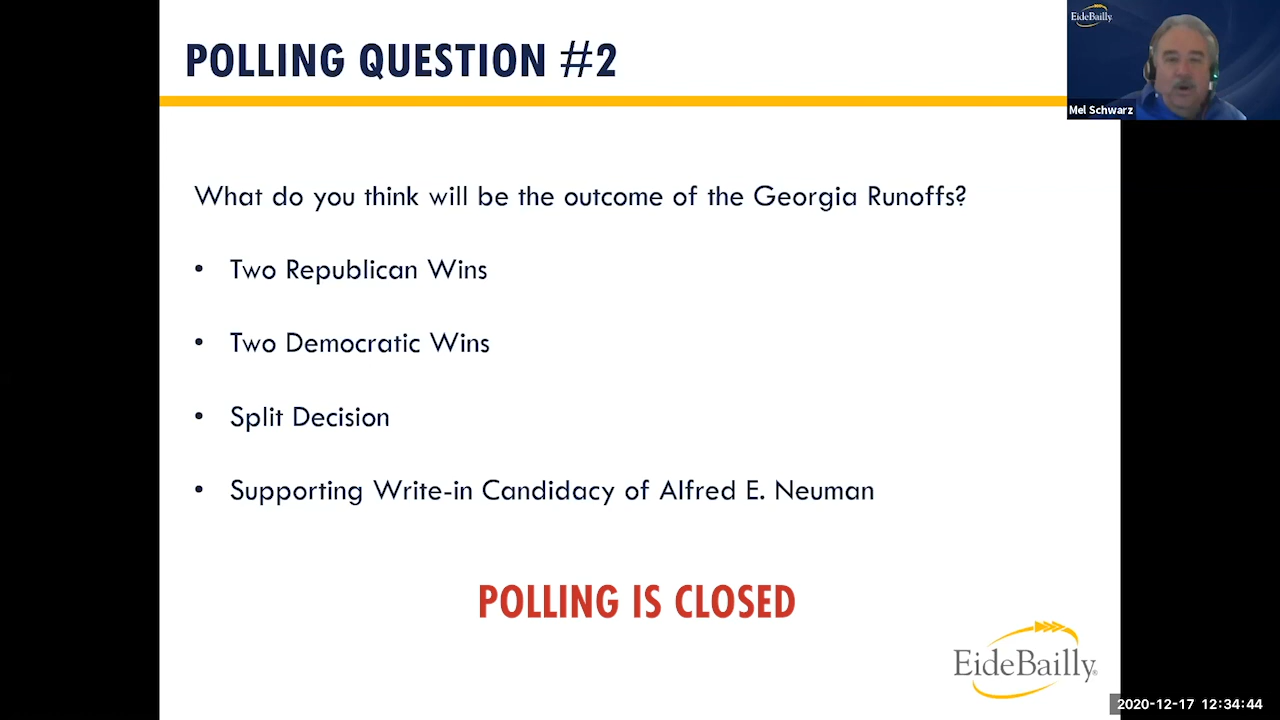 POLLING QUESTION #2
EideBailly
Mel Schwarz
What do you think will be the outcome of the Georgia Runoffs?
• Two Republican Wins
• Two Democratic Wins
• Split Decision
• Supporting Write-in Candidacy of Alfred E. Neuman
POLLING IS CLOSED
EideBailly®
2020-12-17 12:34:44